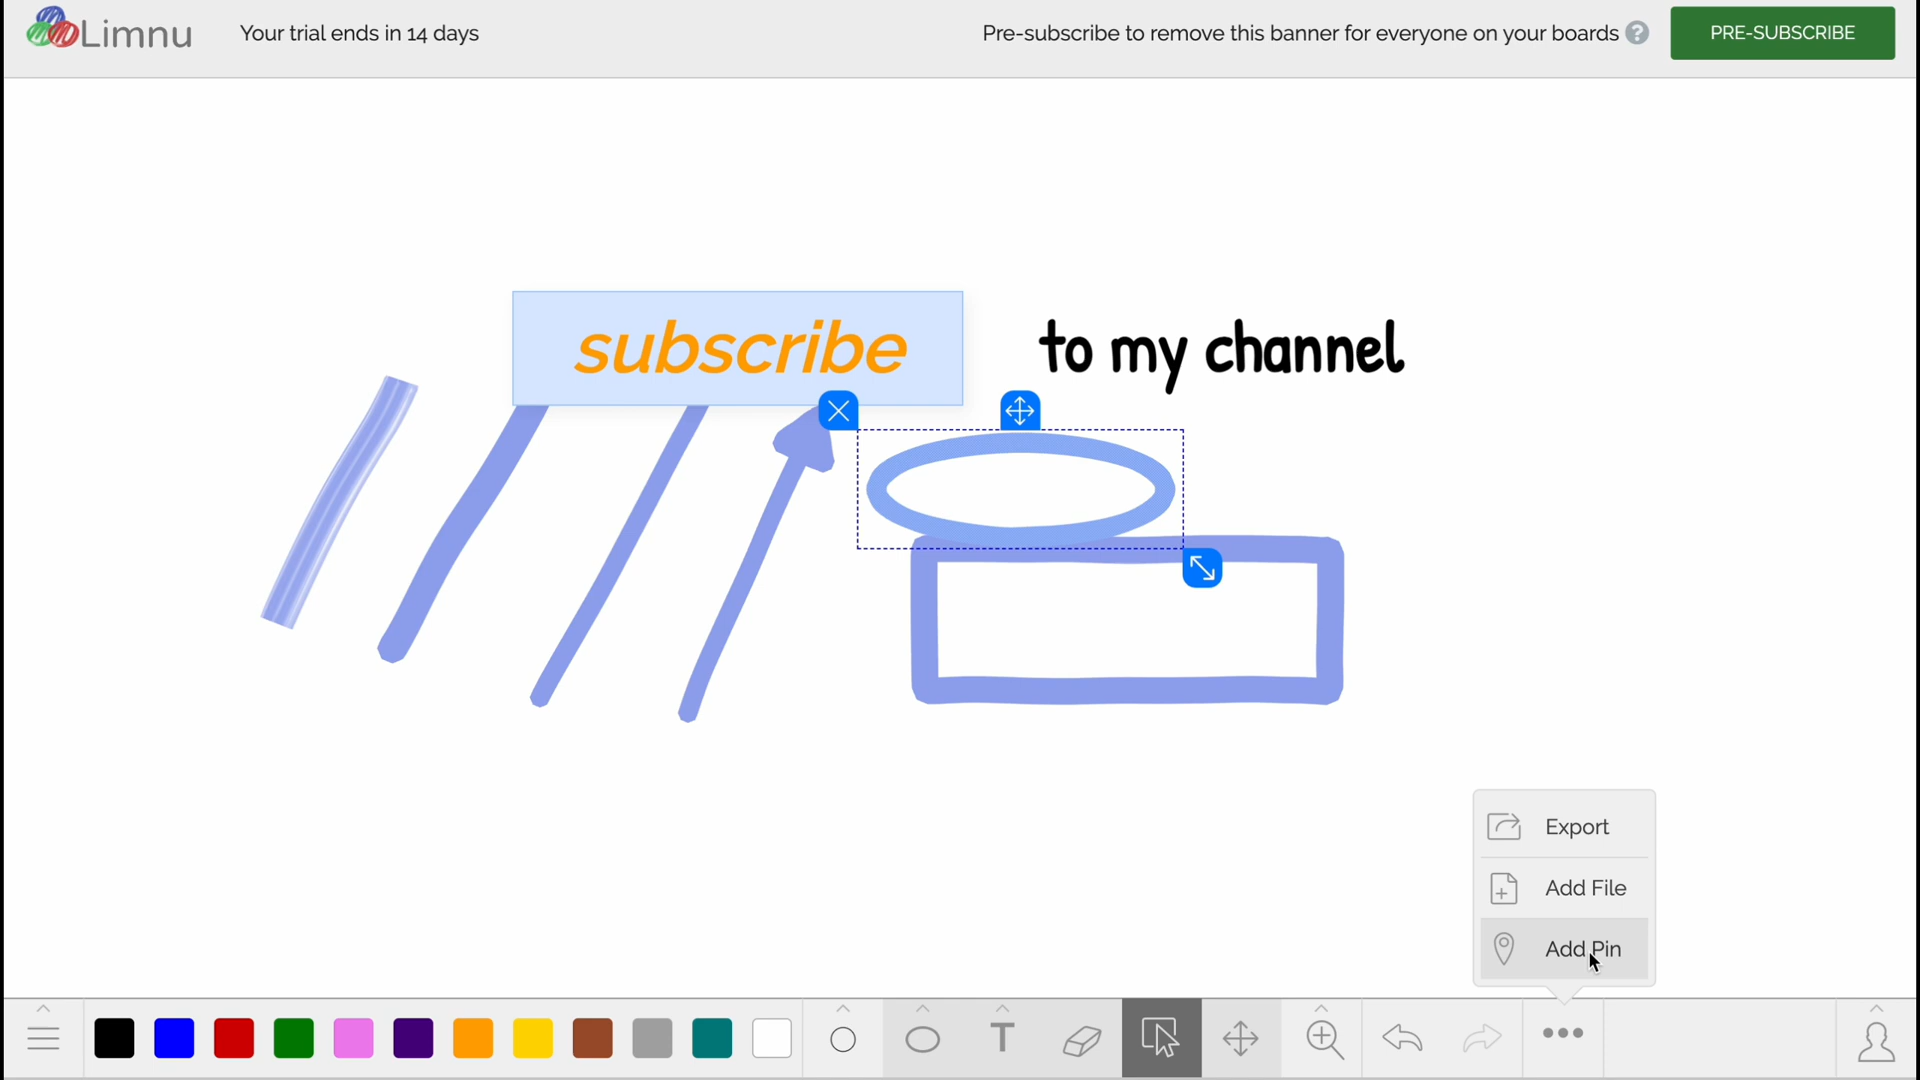 Limnu
Your trial ends in 14 days
Pre-subscribe to remove this banner for everyone on your boards ?
PRE-SUBSCRIBE
subscribe
to my channel
Export
Add File
Add Pin
T